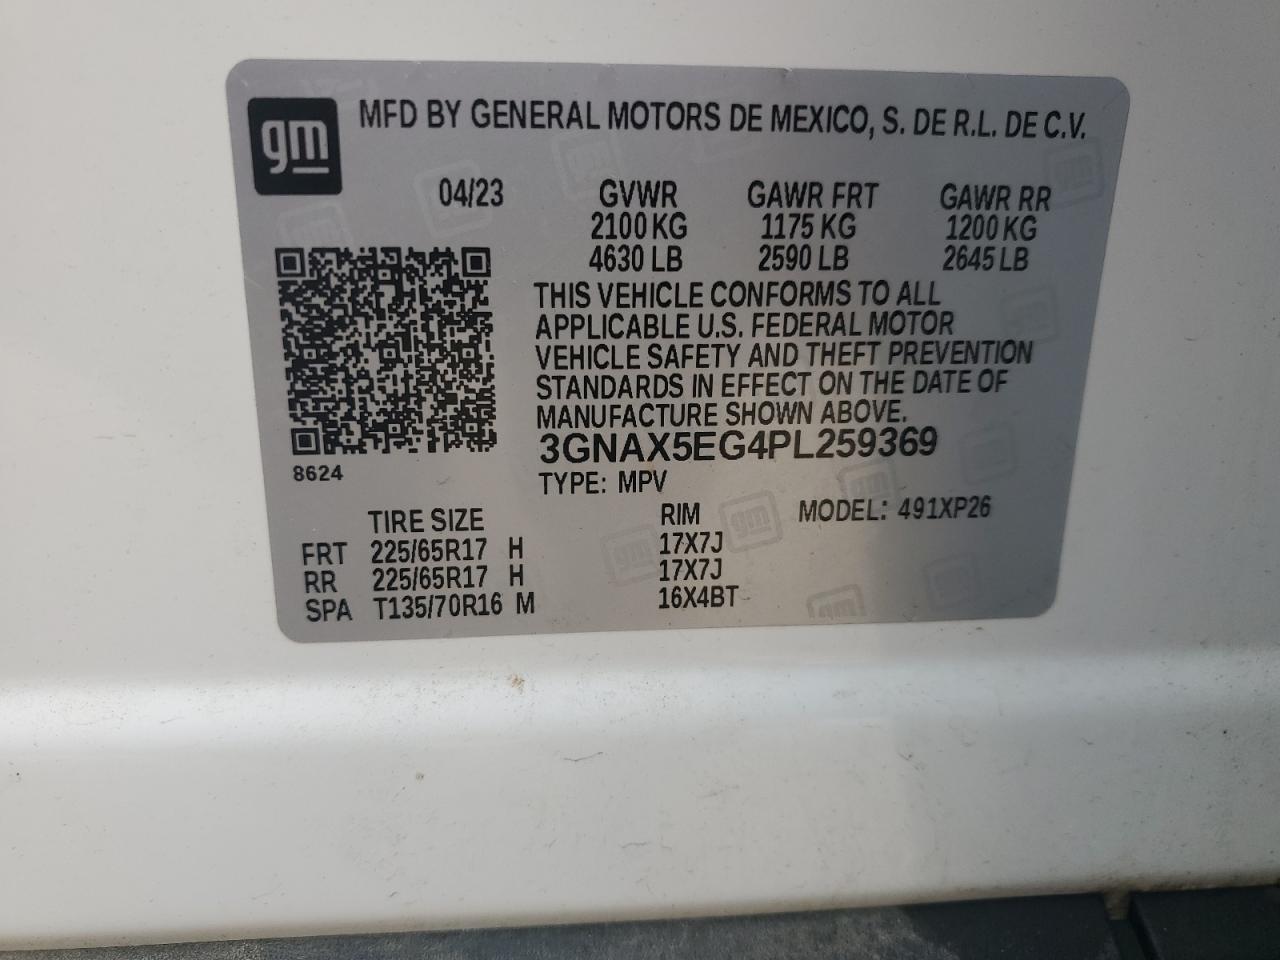 gm
MFD BY GENERAL MOTORS DE MEXICO, S. DE R.L. DE C.V.
04/23 GVWR GAWR FRT GAWR RR
2100 KG 1175 KG 1200 KG
4630 LB 2590 LB 2645 LB
THIS VEHICLE CONFORMS TO ALL
APPLICABLE U.S. FEDERAL MOTOR
VEHICLE SAFETY AND THEFT PREVENTION
STANDARDS IN EFFECT ON THE DATE OF
MANUFACTURE SHOWN ABOVE.
3GNAX5EG4PL259369
8624
TYPE: MPV
TIRE SIZE RIM MODEL: 491XP26
FRT 225/65R17 H 17X7J
RR 225/65R17 H 17X7J
SPA T135/70R16 M 16X4BT